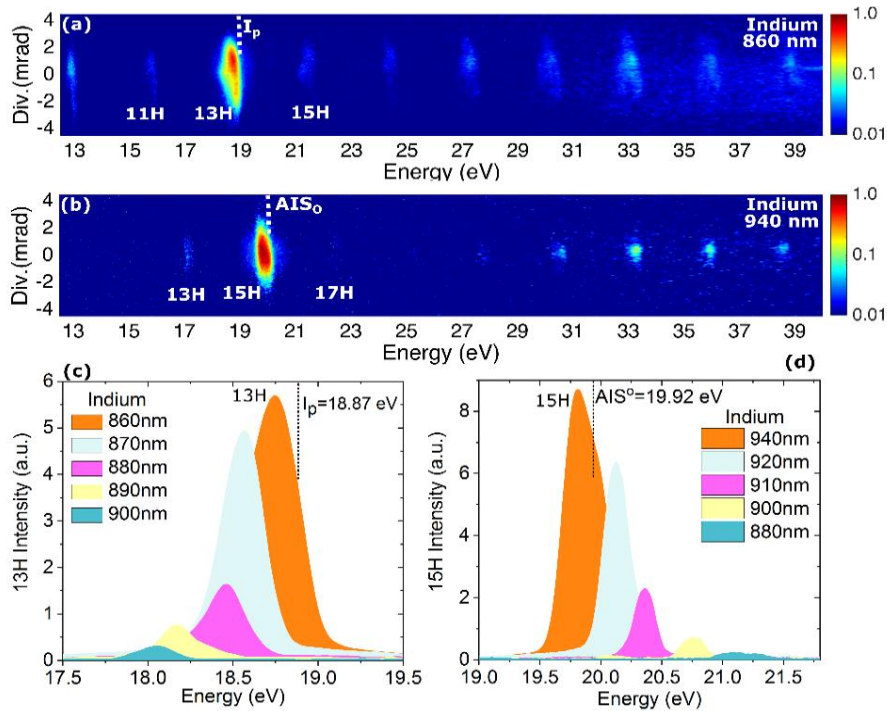 (a)
I_p
Indium
860 nm
11H 13H 15H
Div.(mrad)
4
2
0
-2
-4
13 15 17 19 21 23 25 27 29 31 33 35 37 39
Energy (eV)
1.0
0.1
0.01
(b)
AIS_O
Indium
940 nm
13H 15H 17H
Div.(mrad)
4
2
0
-2
-4
13 15 17 19 21 23 25 27 29 31 33 35 37 39
Energy (eV)
1.0
0.1
0.01
(c)
Indium
860nm
870nm
880nm
890nm
900nm
13H
I_p=18.87 eV
13H Intensity (a.u.)
6
5
4
3
2
1
0
17.5 18.0 18.5 19.0 19.5
Energy (eV)
(d)
15H
AIS^o=19.92 eV
Indium
940nm
920nm
910nm
900nm
880nm
15H Intensity (a.u.)
8
6
4
2
0
19.0 19.5 20.0 20.5 21.0 21.5
Energy (eV)